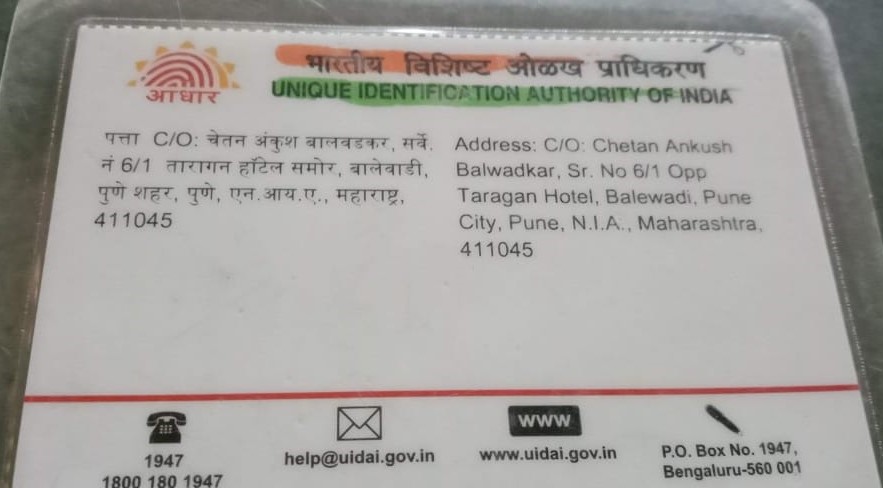 भारतीय विशिष्ट ओळख प्राधिकरण
UNIQUE IDENTIFICATION AUTHORITY OF INDIA
आधार
पत्ता C/O: चेतन अंकुश बालवडकर, सर्वे.
नं 6/1 तारागन हॉटेल समोर, बालेवाडी,
पुणे शहर, पुणे, एन.आय.ए., महाराष्ट्र,
411045
Address: C/O: Chetan Ankush
Balwadkar, Sr. No 6/1 Opp
Taragan Hotel, Balewadi, Pune
City, Pune, N.I.A., Maharashtra,
411045
1947
1800 180 1947
help@uidai.gov.in
www
www.uidai.gov.in
P.O. Box No. 1947,
Bengaluru-560 001